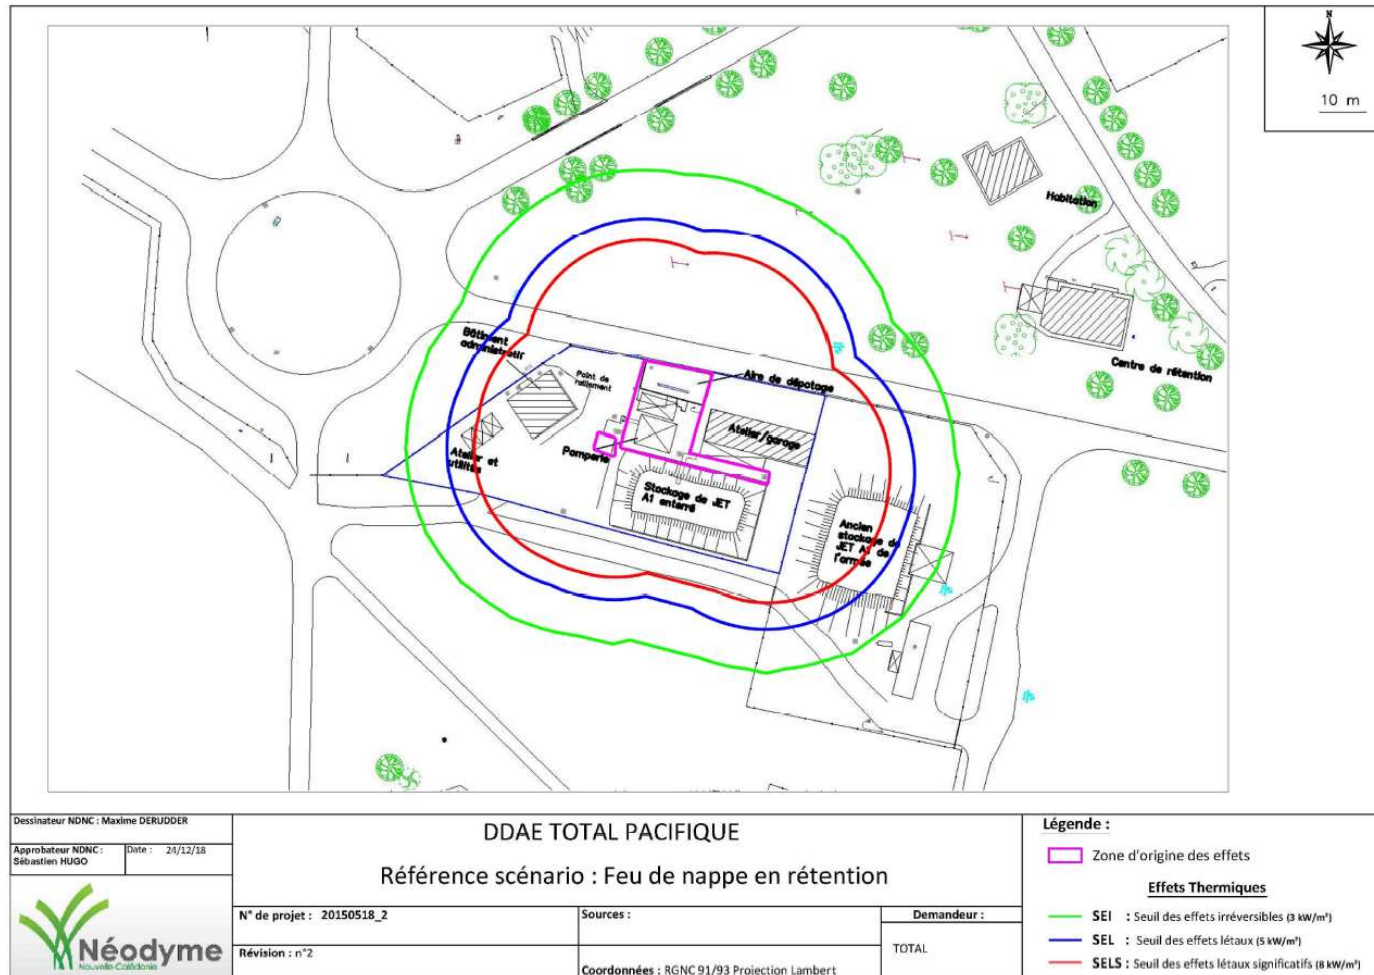 N
10 m
Habitation
Centre de rétention
Bâtiment
administratif
Point de
ralliement
Aire de dépotage
Atelier/garage
Atelier et
utilités
Pomperie
Stockage de JET
A1 enterré
Ancien
stockage de
JET A1 de
l'armée
Dessinateur NDNC : Maxime DERUDDER
Approbateur NDNC :
Sébastien HUGO
Date : 24/12/18
Néodyme
Nouvelle-Calédonie
DDAE TOTAL PACIFIQUE
Référence scénario : Feu de nappe en rétention
N° de projet : 20150518_2
Révision : n°2
Sources :
Coordonnées : RGNC 91/93 Projection Lambert
Demandeur :
TOTAL
Légende :
Zone d'origine des effets
Effets Thermiques
SEI : Seuil des effets irréversibles (3 kW/m²)
SEL : Seuil des effets létaux (5 kW/m²)
SELS : Seuil des effets létaux significatifs (8 kW/m²)